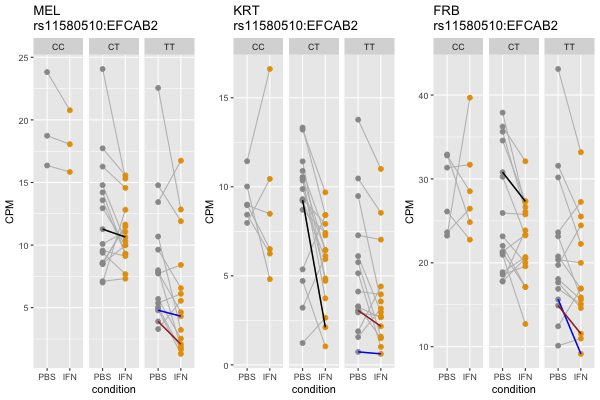 MEL
rs11580510:EFCAB2
CC CT TT
25
20
15
10
5
CPM
PBS IFN PBS IFN PBS IFN
condition
KRT
rs11580510:EFCAB2
CC CT TT
15
10
5
0
CPM
PBS IFN PBS IFN PBS IFN
condition
FRB
rs11580510:EFCAB2
CC CT TT
40
30
20
10
CPM
PBS IFN PBS IFN PBS IFN
condition